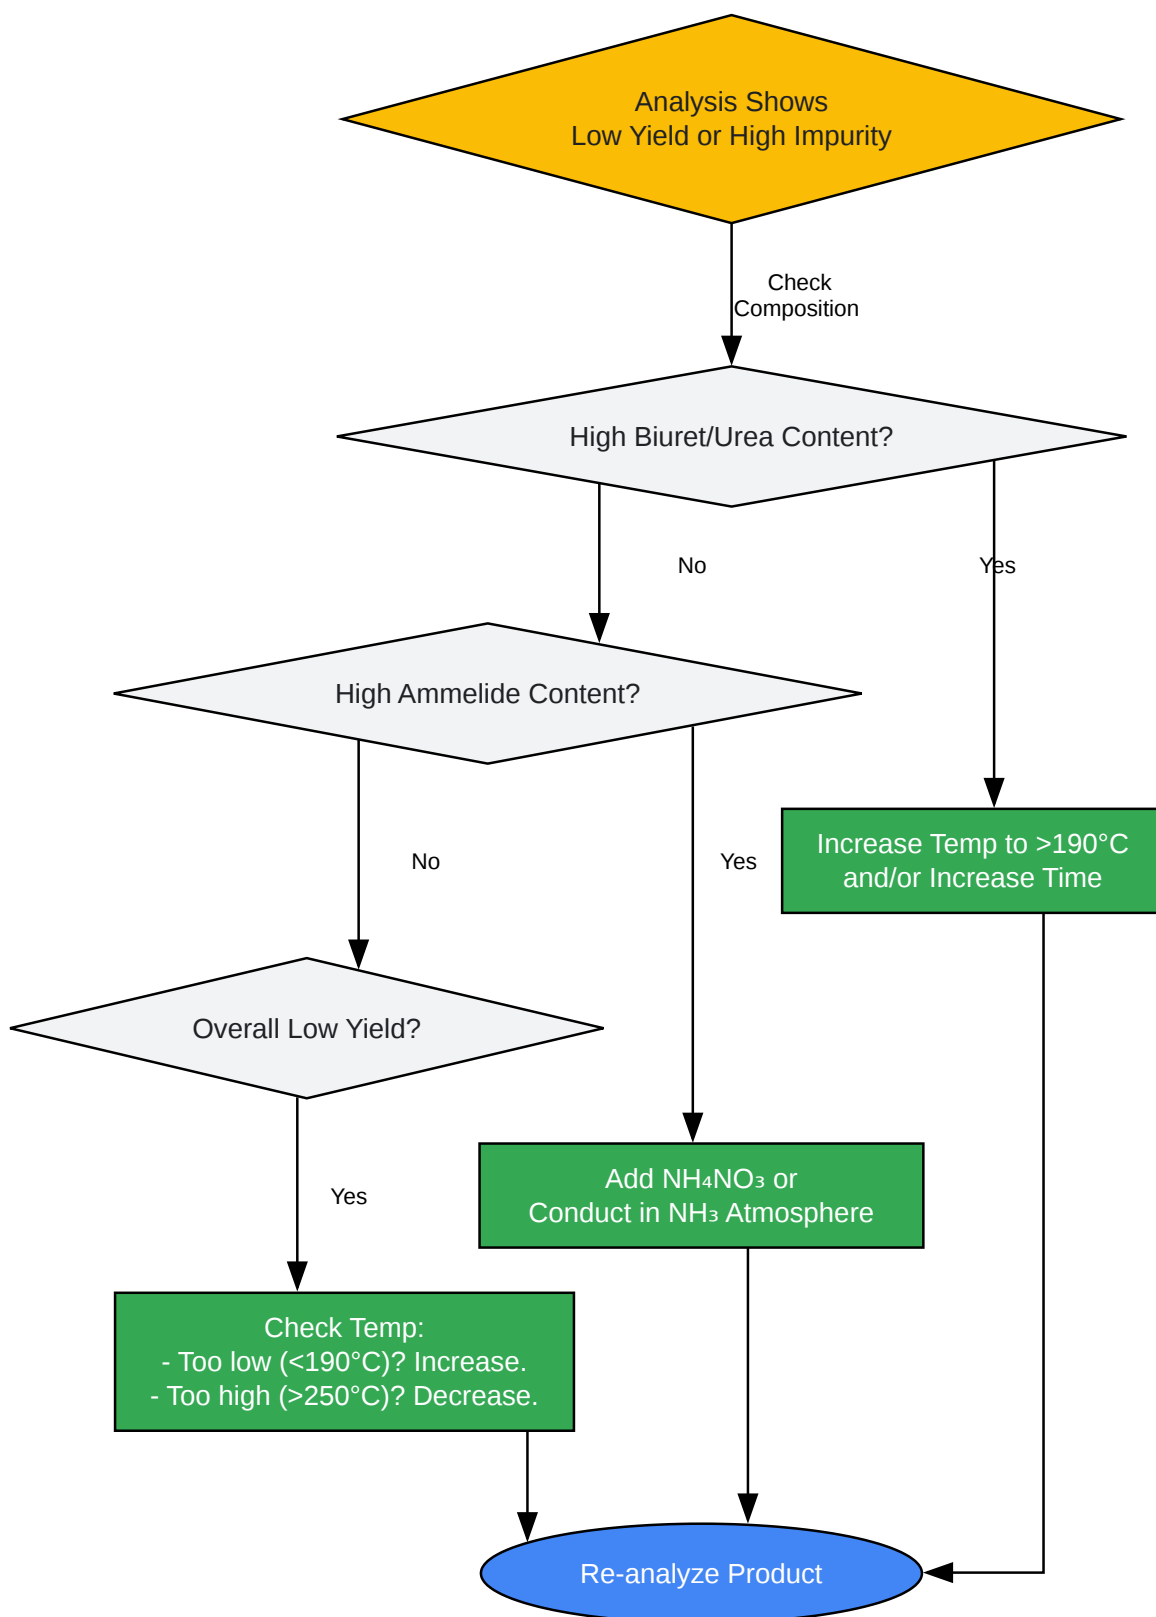 Analysis Shows
Low Yield or High Impurity
Check
Composition
High Biuret/Urea Content?
No
Yes
High Ammelide Content?
No
Yes
Increase Temp to >190°C
and/or Increase Time
Overall Low Yield?
Yes
Add NH₄NO₃ or
Conduct in NH₃ Atmosphere
Check Temp:
- Too low (<190°C)? Increase.
- Too high (>250°C)? Decrease.
Re-analyze Product